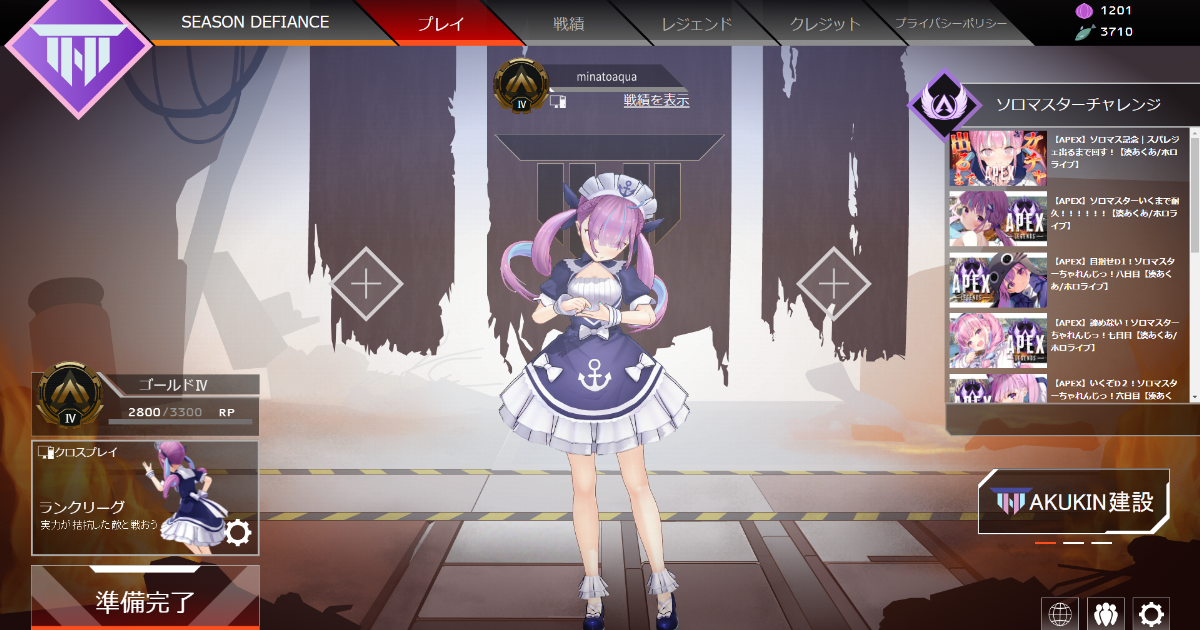 SEASON DEFIANCE
プレイ
戦績
レジェンド
クレジット
プライバシーポリシー
1201
3710
IV
minatoaqua
戦績を表示
ソロマスターチャレンジ
【APEX】ソロマス記念｜スパレジ
ェ出るまで回す！【湊あくあ/ホロ
ライブ】
APEX
【APEX】ソロマスターいくまで耐
久！！！！！！【湊あくあ/ホロラ
イブ】
APEX
LEGENDS
【APEX】目指せD1！ソロマスタ
ーちゃれんじっ！八日目【湊あく
あ/ホロライブ】
APEX
LEGENDS
【APEX】諦めない！ソロマスター
ちゃれんじっ！七日目【湊あくあ/
ホロライブ】
APEX
【APEX】いくぞD2！ソロマスタ
ーちゃれんじっ！六日目【湊あく
ゴールドⅣ
IV
2800/3300 RP
クロスプレイ
ランクリーグ
実力が拮抗した敵と戦おう
準備完了
AKUKIN建設